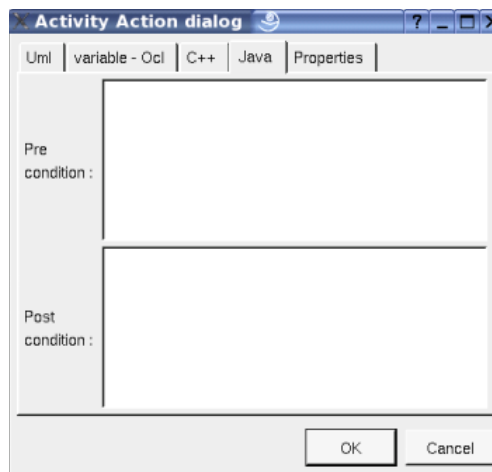 Activity Action dialog
Uml variable - Ocl C++ Java Properties
Pre
condition :
Post
condition :
OK Cancel